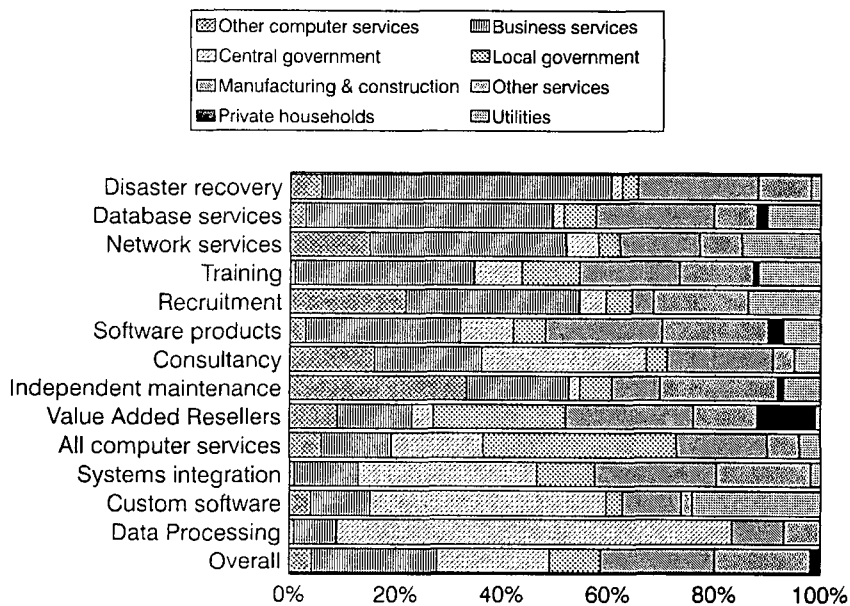 Other computer services Business services
Central government Local government
Manufacturing & construction Other services
Private households Utilities
Disaster recovery
Database services
Network services
Training
Recruitment
Software products
Consultancy
Independent maintenance
Value Added Resellers
All computer services
Systems integration
Custom software
Data Processing
Overall
0% 20% 40% 60% 80% 100%